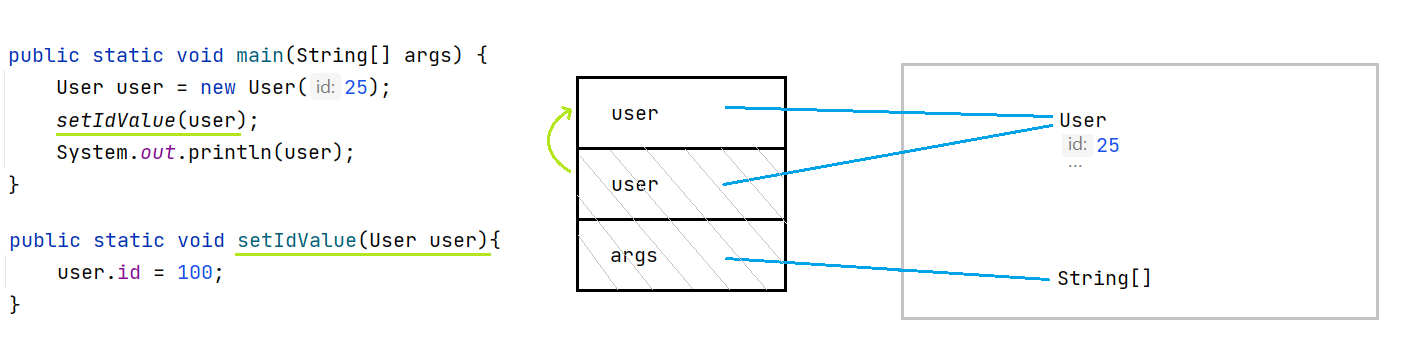 public static void main(String[] args) {
User user = new User( id: 25);
setIdValue(user);
System.out.println(user);
}
public static void setIdValue(User user){
user.id = 100;
}
user
user
args
User
id: 25
...
String[]